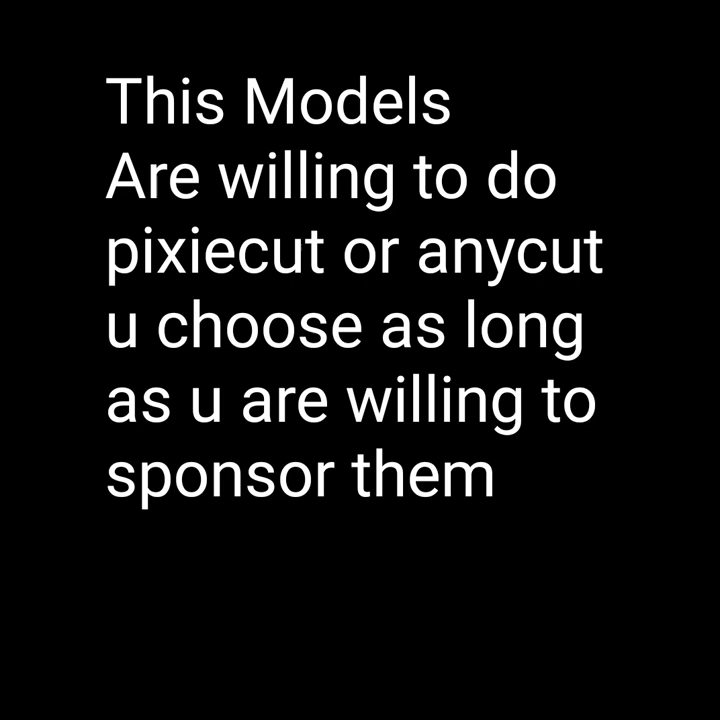 This Models
Are willing to do
pixiecut or anycut
u choose as long
as u are willing to
sponsor them